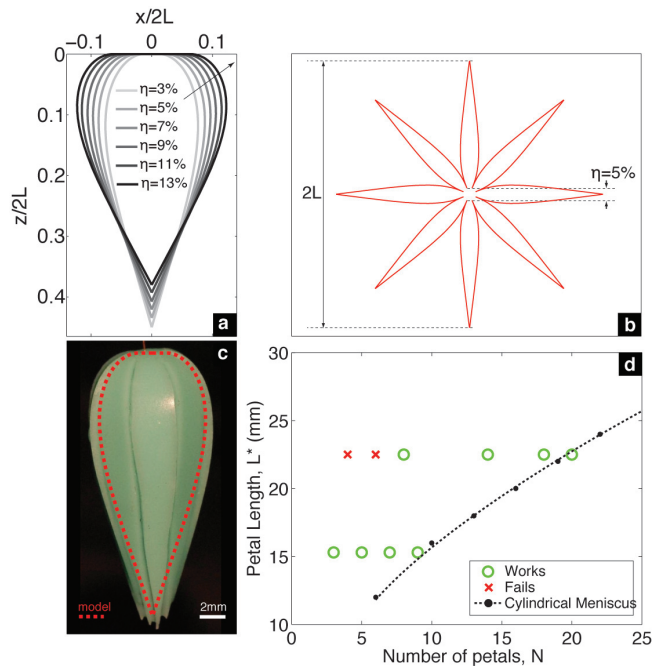 x/2L
−0.1 0 0.1
0
0.1
0.2
0.3
0.4
z/2L
η=3%
η=5%
η=7%
η=9%
η=11%
η=13%
a
2L
η=5%
b
c
model
2mm
d
30
25
20
15
10
Petal Length, L* (mm)
Works
Fails
Cylindrical Meniscus
0 5 10 15 20 25
Number of petals, N